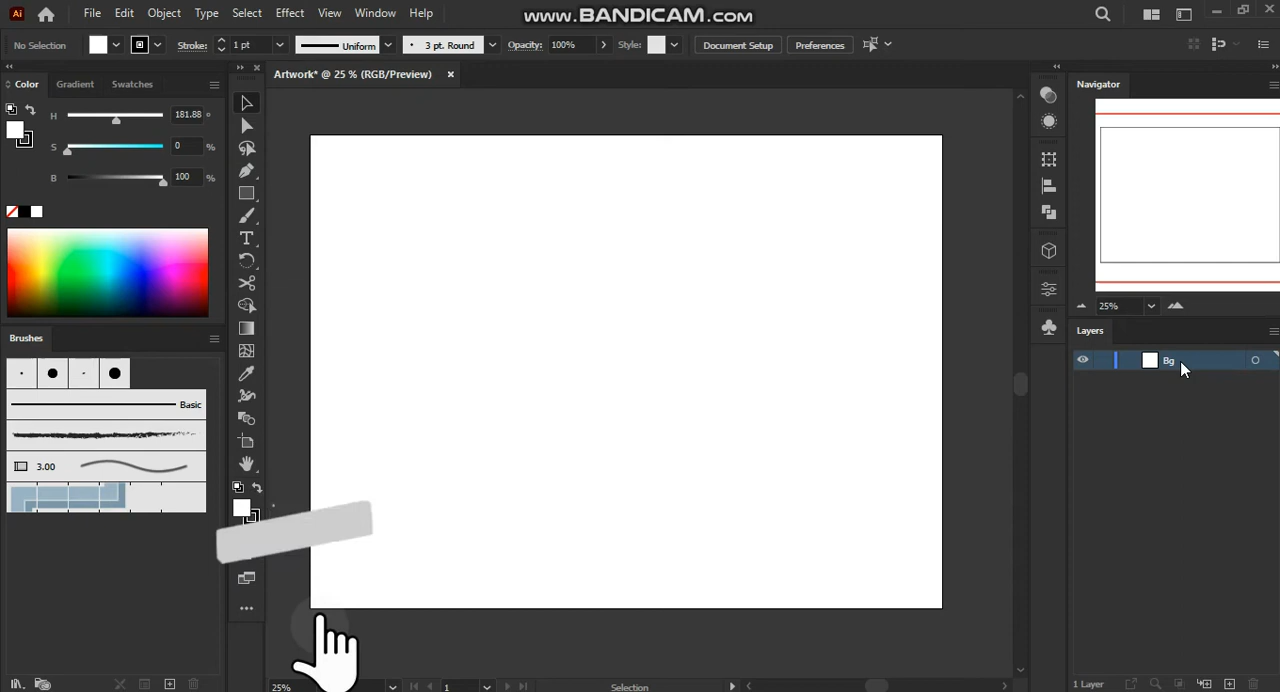 Ai File Edit Object Type Select Effect View Window Help
www.BANDICAM.com
No Selection Stroke: 1 pt Uniform 3 pt. Round Opacity: 100% Style: Document Setup Preferences
Color Gradient Swatches
Artwork* @ 25 % (RGB/Preview)
Navigator
H 181.88 °
S 0 %
B 100 %
25%
Brushes
Layers
Bg
Basic
T
3.00
1 Layer
25% 1 Selection